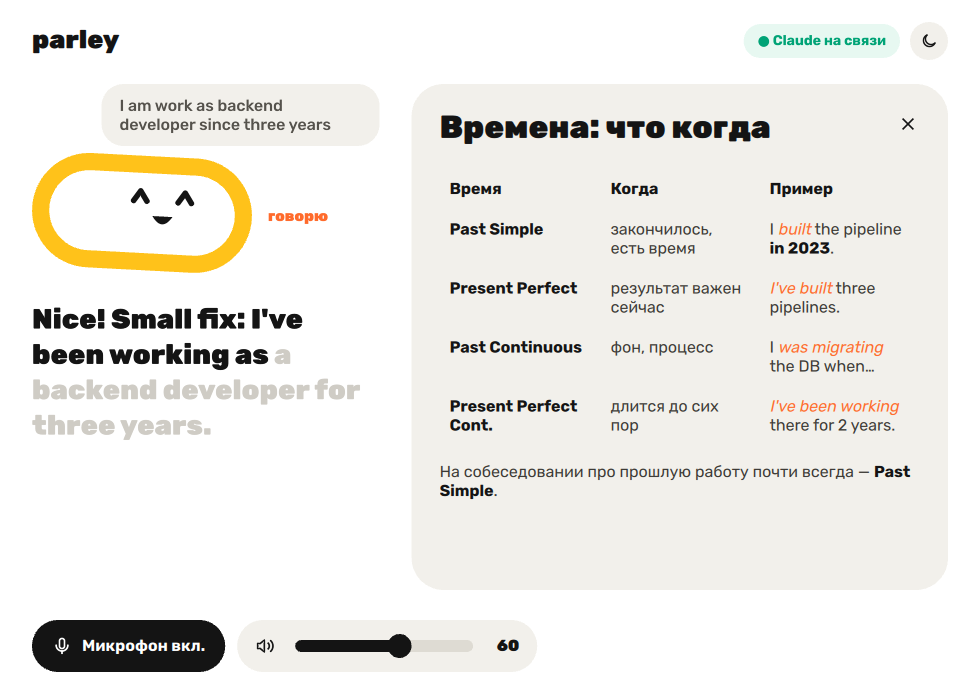 parley
Claude на связи
I am work as backend
developer since three years
говорю
Nice! Small fix: I've
been working as a
backend developer for
three years.
Времена: что когда
Время Когда Пример
Past Simple закончилось, есть время I built the pipeline in 2023.
Present Perfect результат важен сейчас I've built three pipelines.
Past Continuous фон, процесс I was migrating the DB when...
Present Perfect Cont. длится до сих пор I've been working there for 2 years.
На собеседовании про прошлую работу почти всегда — Past
Simple.
Микрофон вкл.
60